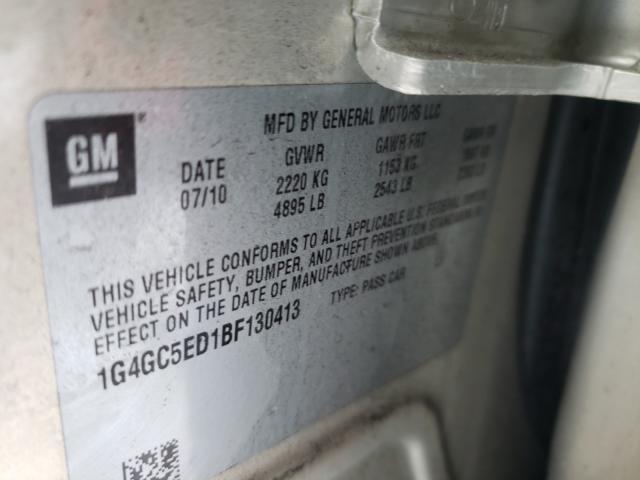 GM
MFD BY GENERAL MOTORS LLC
DATE GVWR GAWR FRT
07/10 2220 KG 1153 KG
4895 LB 2543 LB
THIS VEHICLE CONFORMS TO ALL APPLICABLE U.S. FEDERAL
VEHICLE SAFETY, BUMPER, AND THEFT PREVENTION STANDARDS IN
EFFECT ON THE DATE OF MANUFACTURE SHOWN ABOVE.
1G4GC5ED1BF130413 TYPE: PASS CAR